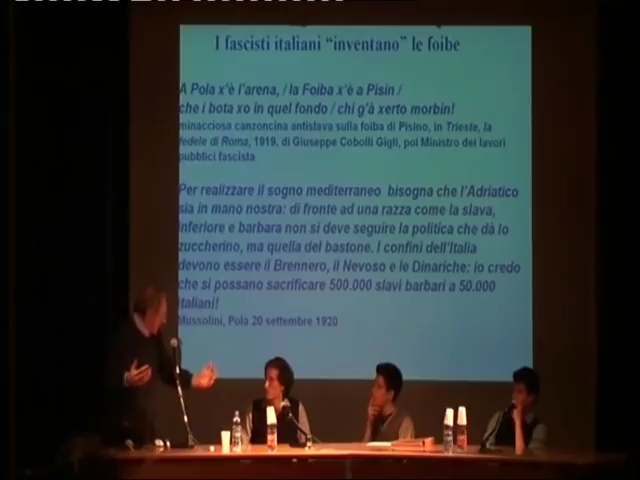 I fascisti italiani “inventano” le foibe
A Pola x'è l'arena, / la Foiba x'è a Pisin /
che i bota xo in quel fondo / chi g'à xerto morbin!
minacciosa canzoncina antislava sulla foiba di Pisino, in Trieste, la
fedele di Roma, 1919, di Giuseppe Cobolli Gigli, poi Ministro dei lavori
pubblici fascista
Per realizzare il sogno mediterraneo bisogna che l'Adriatico
sia in mano nostra: di fronte ad una razza come la slava,
inferiore e barbara non si deve seguire la politica che dà lo
zuccherino, ma quella del bastone. I confini dell'Italia
devono essere il Brennero, il Nevoso e le Dinariche: io credo
che si possano sacrificare 500.000 slavi barbari a 50.000
italiani!
Mussolini, Pola 20 settembre 1920